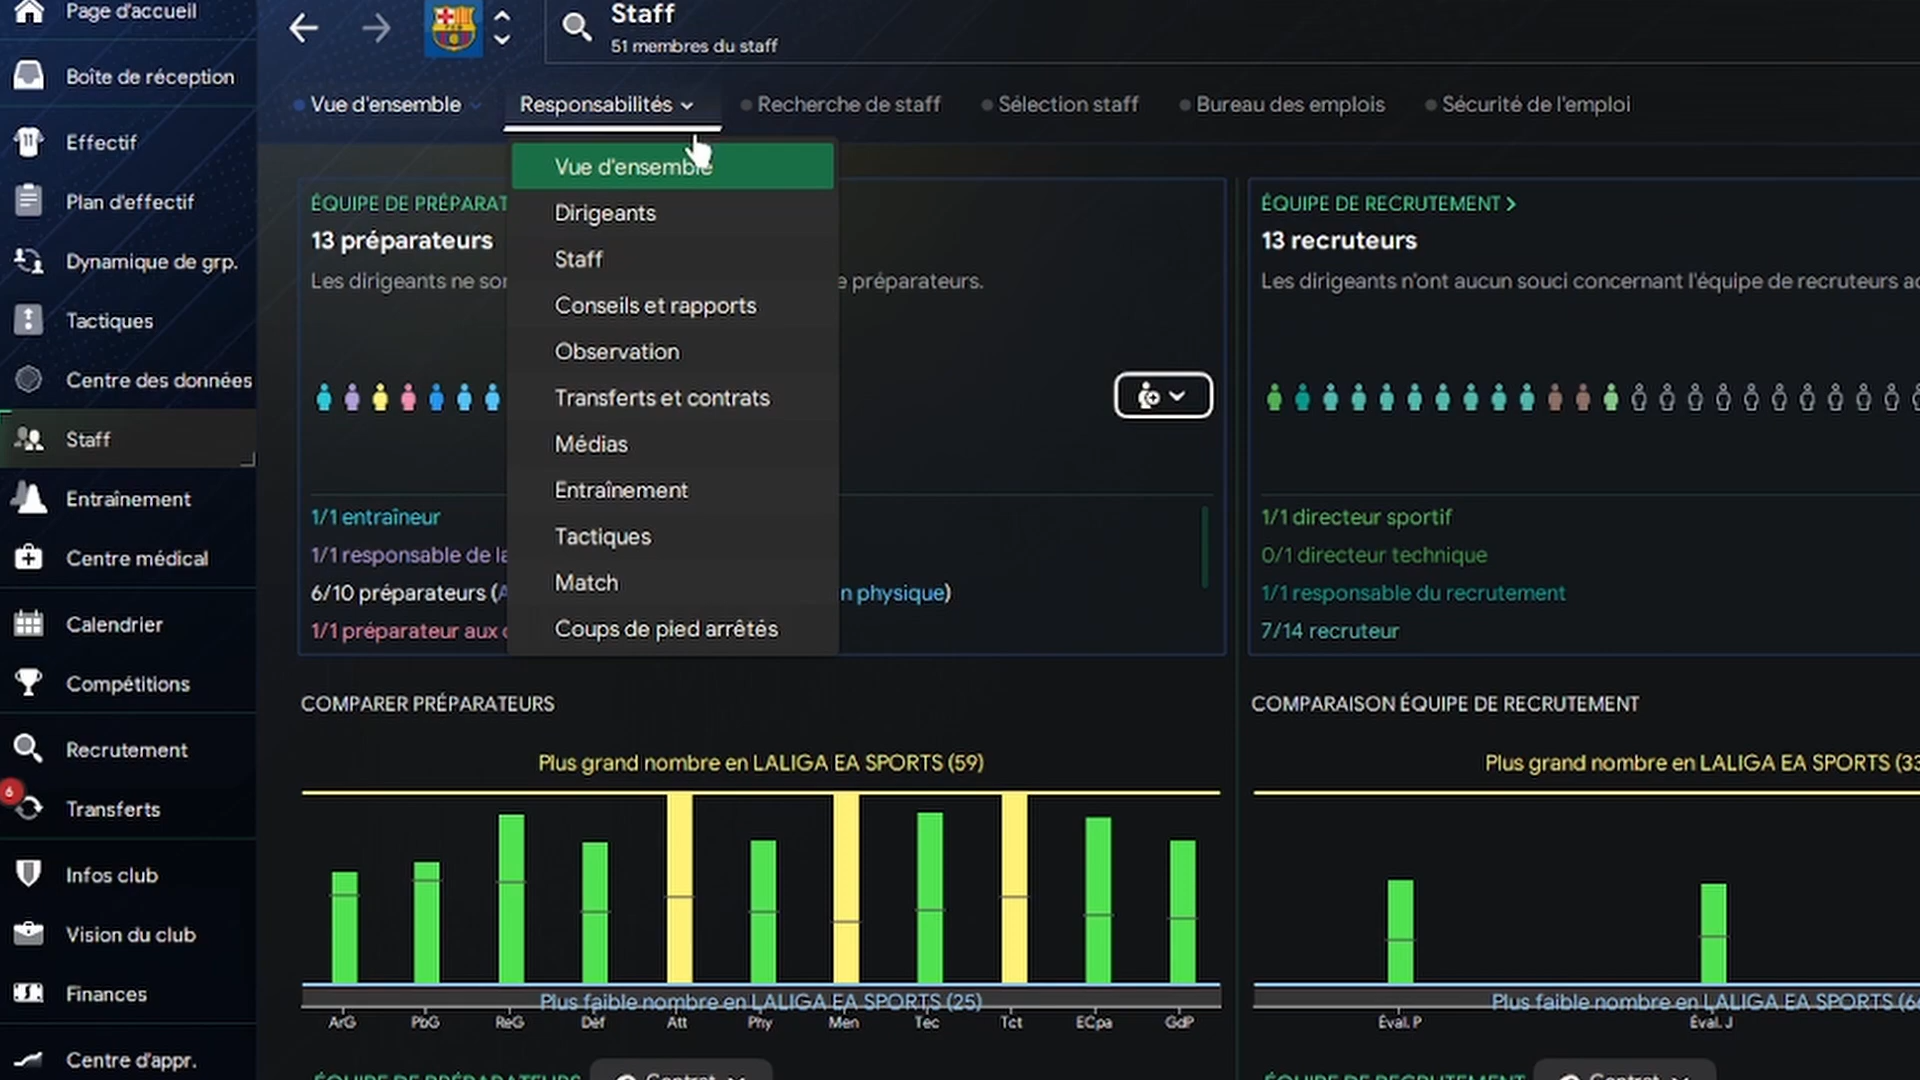 Page d'accueil
Boîte de réception
Effectif
Plan d'effectif
Dynamique de grp.
Tactiques
Centre des données
Staff
Entraînement
Centre médical
Calendrier
Compétitions
Recrutement
6
Transferts
Infos club
Vision du club
Finances
Centre d'appr.
Staff
51 membres du staff
Vue d'ensemble
Responsabilités
Recherche de staff
Sélection staff
Bureau des emplois
Sécurité de l'emploi
Vue d'ensemble
Dirigeants
Staff
Conseils et rapports
Observation
Transferts et contrats
Médias
Entraînement
Tactiques
Match
Coups de pied arrêtés
ÉQUIPE DE
13 préparateurs
Les dirigeants ne préparateurs.
1/1 entraîneur
1/1 responsable de
6/10 préparateurs ( physique)
1/1 préparateur aux
COMPARER PRÉPARATEURS
Plus grand nombre en LALIGA EA SPORTS (59)
Plus faible nombre en LALIGA EA SPORTS (25)
ArG PbG ReG Déf Att Phy Men Tec Tct ECpa GdP
ÉQUIPE DE PRÉPARATEURS Contrat
ÉQUIPE DE RECRUTEMENT >
13 recruteurs
Les dirigeants n'ont aucun souci concernant l'équipe de recruteurs
1/1 directeur sportif
0/1 directeur technique
1/1 responsable du recrutement
7/14 recruteur
COMPARAISON ÉQUIPE DE RECRUTEMENT
Plus grand nombre en LALIGA EA SPORTS
Plus faible nombre en LALIGA EA SPORTS
Éval. P Éval. J
ÉQUIPE DE RECRUTEMENT Contrat